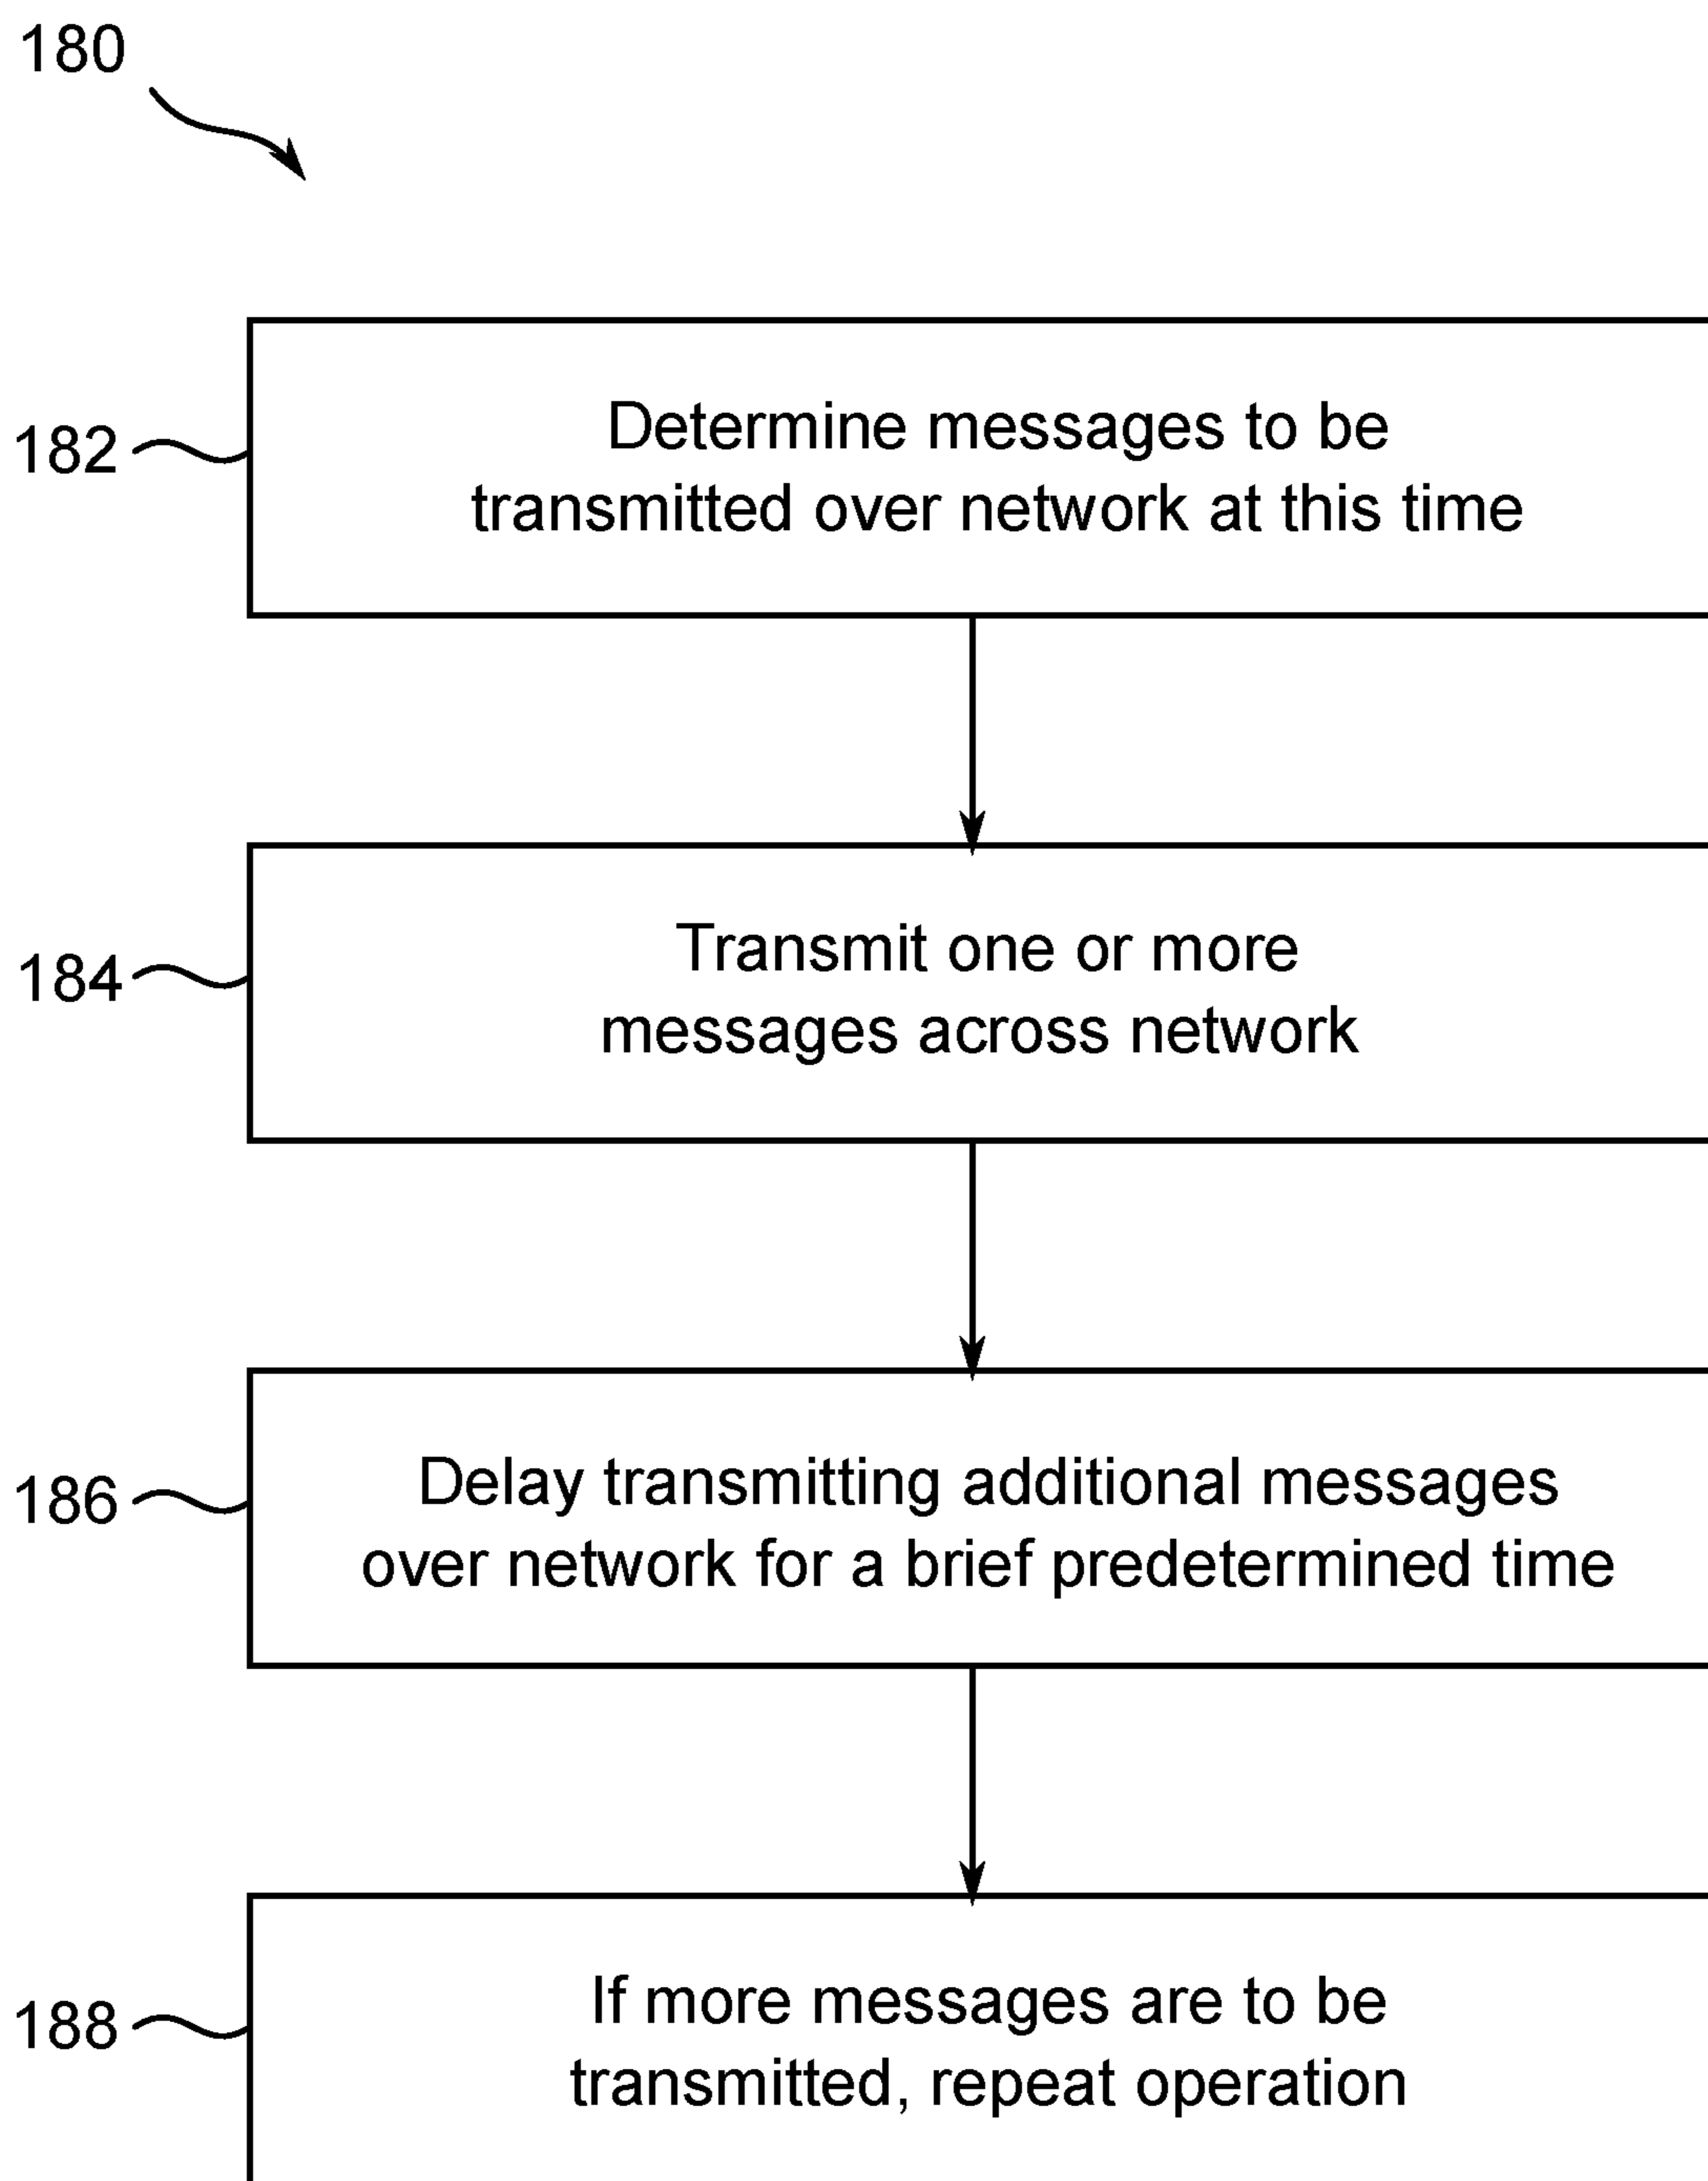 180
182
Determine messages to be
transmitted over network at this time
184
Transmit one or more
messages across network
186
Delay transmitting additional messages
over network for a brief predetermined time
188
If more messages are to be
transmitted, repeat operation